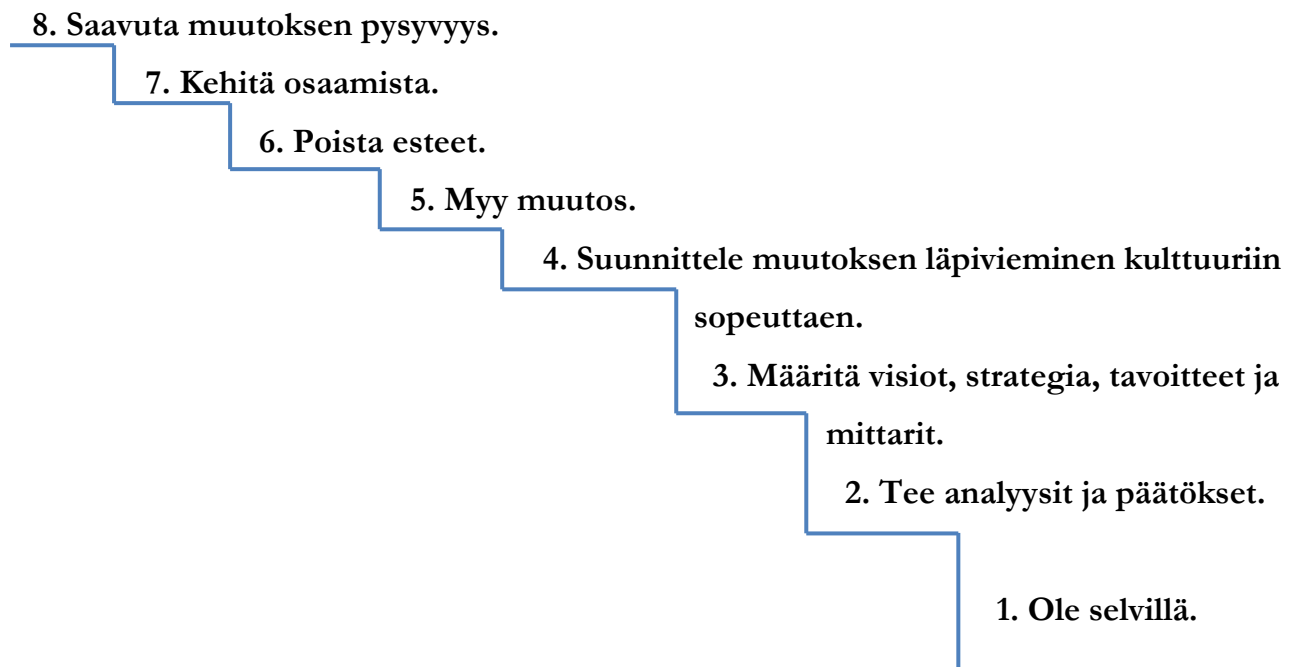 8. Saavuta muutoksen pysyvyys.
7. Kehitä osaamista.
6. Poista esteet.
5. Myy muutos.
4. Suunnittele muutoksen läpivieminen kulttuuriin
sopeuttaen.
3. Määritä visiot, strategia, tavoitteet ja
mittarit.
2. Tee analyysit ja päätökset.
1. Ole selvillä.